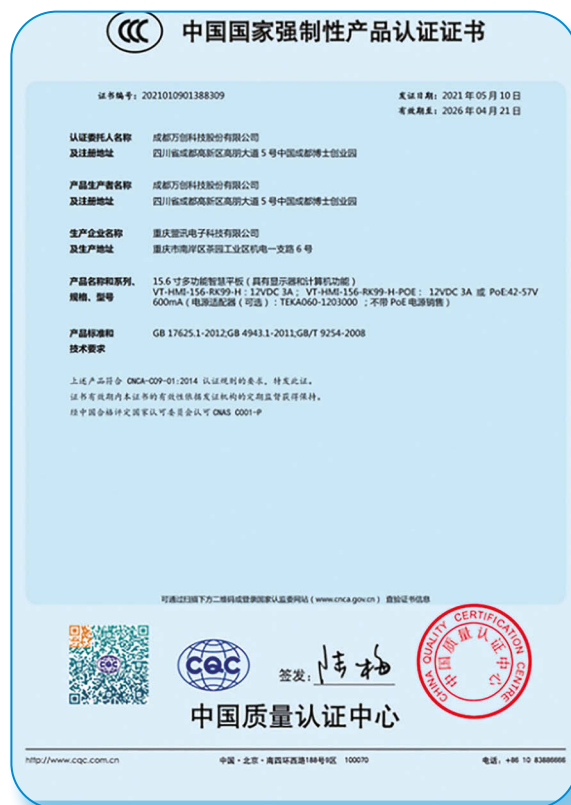 CCC 中国国家强制性产品认证证书
证书编号: 2021010901388309
发证日期: 2021 年 05 月 10 日
有效期至: 2026 年 04 月 21 日
认证委托人名称 成都万创科技股份有限公司
及注册地址 四川省成都高新区高朋大道 5 号中国成都博士创业园
产品生产者名称 成都万创科技股份有限公司
及注册地址 四川省成都高新区高朋大道 5 号中国成都博士创业园
生产企业名称 重庆盟讯电子科技有限公司
及生产地址 重庆市南岸区茶园工业区机电一支路 6 号
产品名称和系列、 15.6 寸多功能智慧平板(具有显示器和计算机功能)
规格、型号 VT-HMI-156-RK99-H:12VDC 3A; VT-HMI-156-RK99-H-POE: 12VDC 3A 或 PoE:42-57V
600mA(电源适配器(可选):TEKA060-1203000 ;不带 PoE 电源销售)
产品标准和 GB 17625.1-2012;GB 4943.1-2011;GB/T 9254-2008
技术要求
上述产品符合 CNCA-C09-01:2014 认证规则的要求, 特发此证。
证书有效期内本证书的有效性依据发证机构的定期监督获得保持。
经中国合格评定国家认可委员会认可 CNAS C001-P
可通过扫描下方二维码或登录国家认监委网站(www.cnca.gov.cn) 查验证书信息
CQC
CQC
签发: 陆梅
CHINA QUALITY CERTIFICATION CENTRE
中国质量认证中心
中国质量认证中心
http://www.cqc.com.cn
中国·北京·南四环西路188号9区 100070
电话: +86 10 83886666